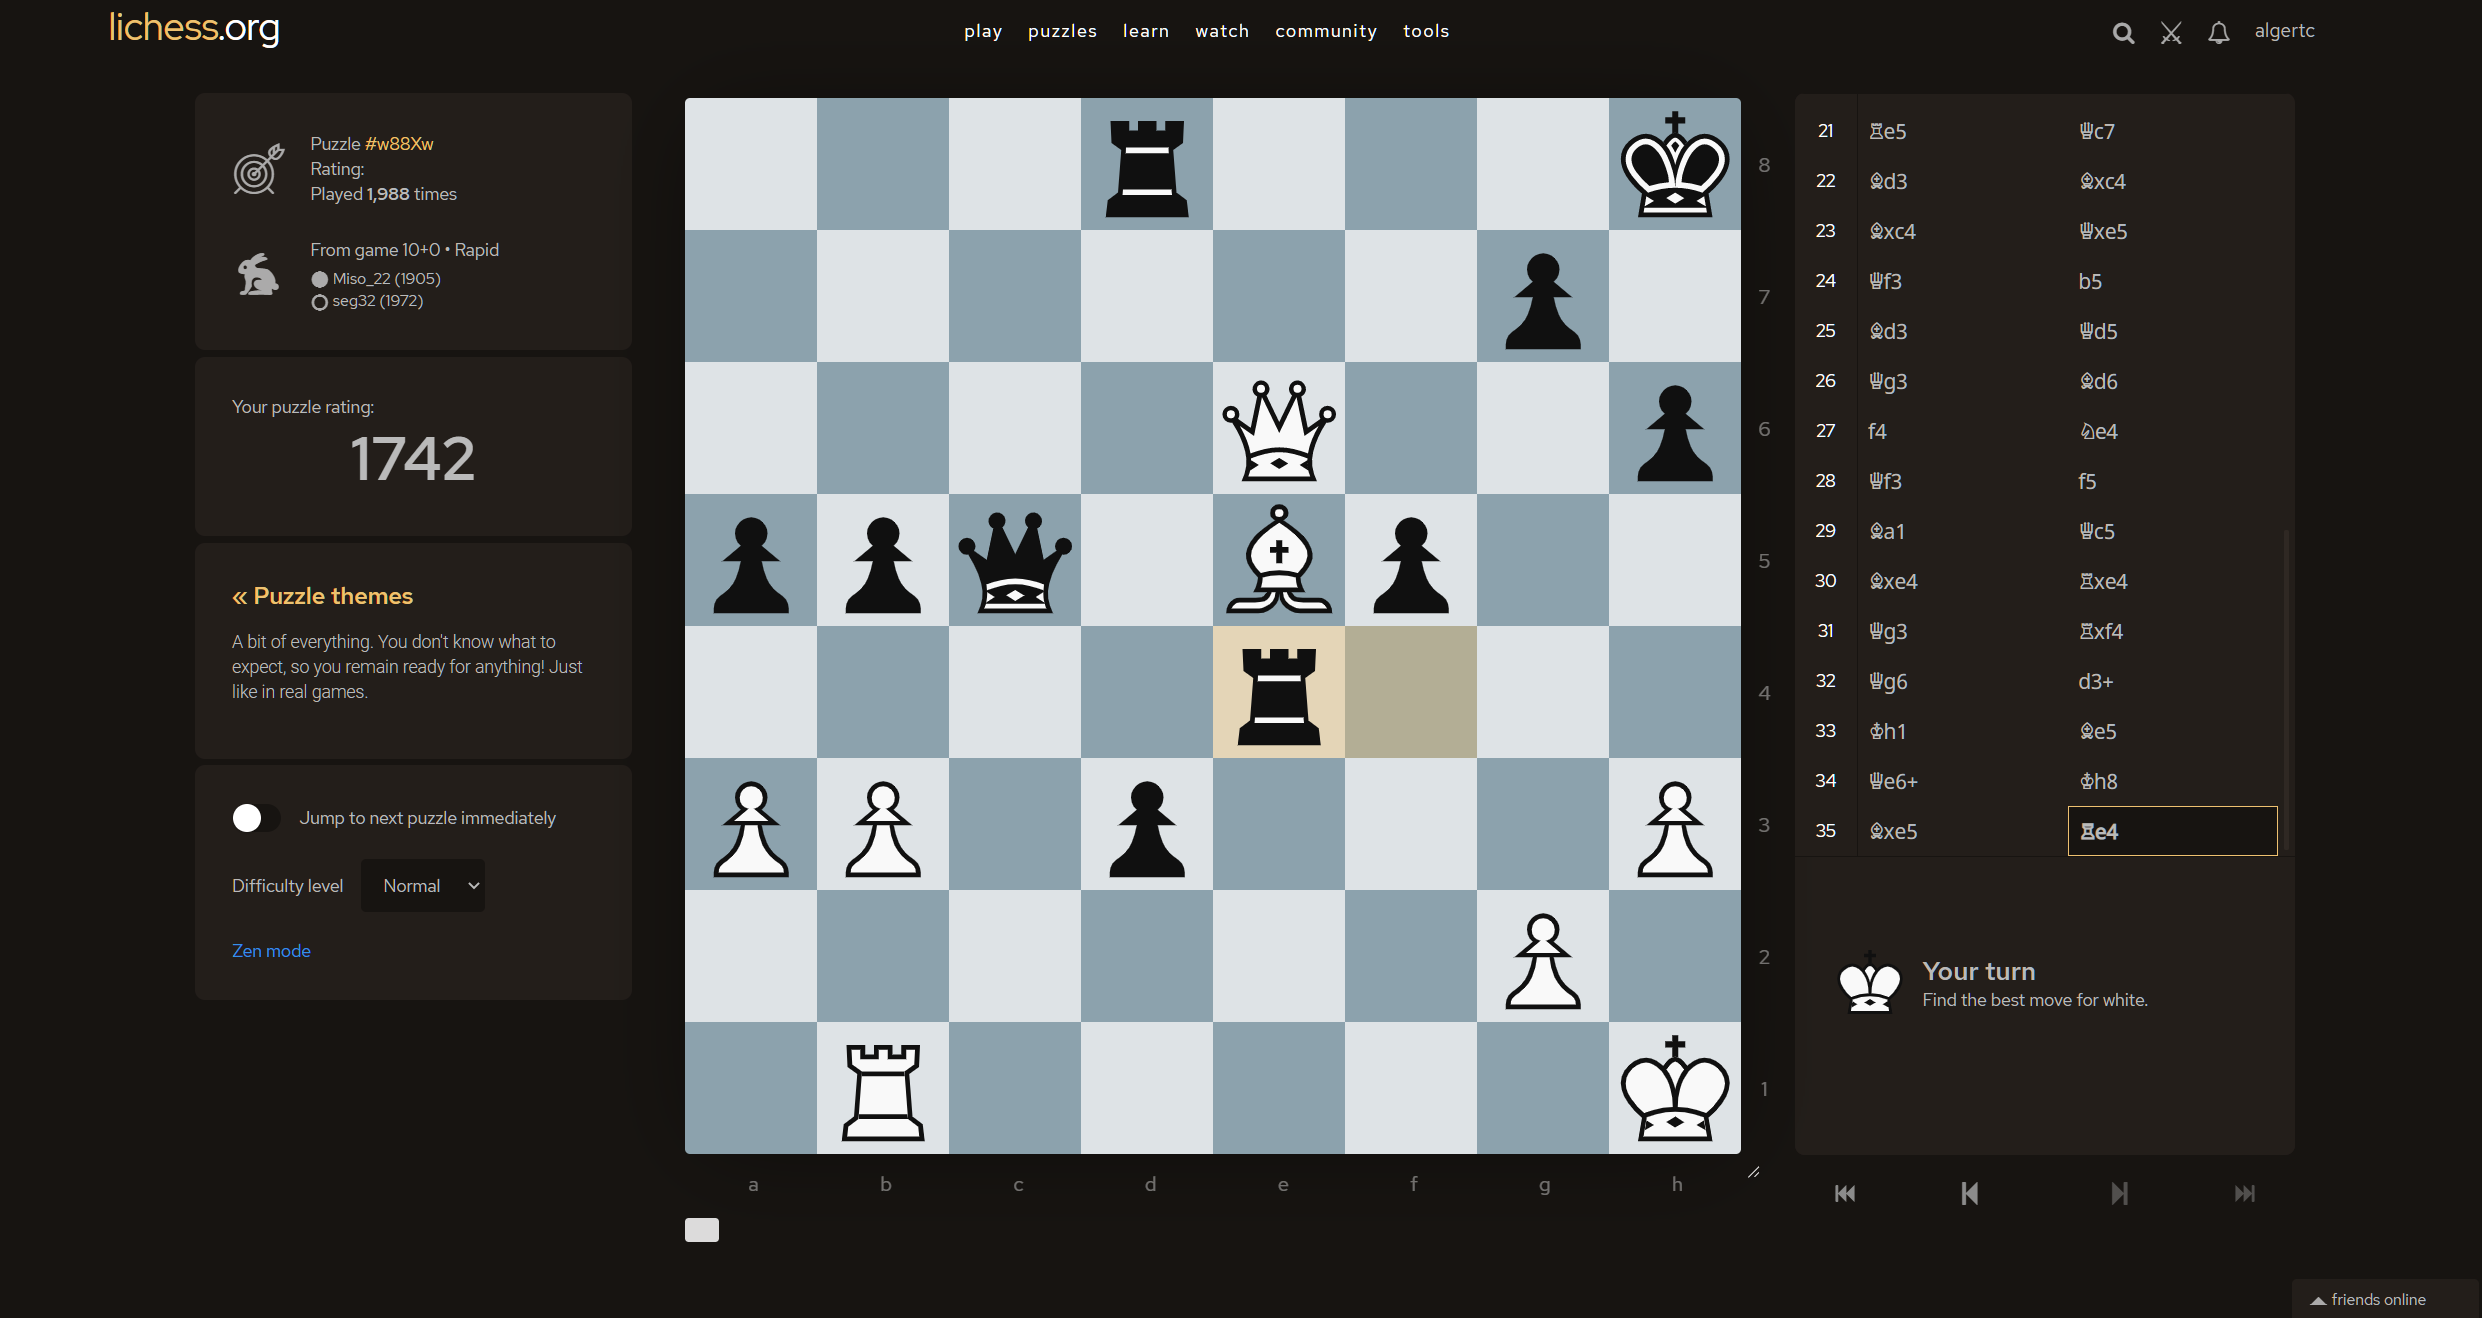 lichess.org
play puzzles learn watch community tools
algertc
Puzzle #w88Xw
Rating:
Played 1,988 times
From game 10+0 • Rapid
Miso_22 (1905)
seg32 (1972)
Your puzzle rating:
1742
« Puzzle themes
A bit of everything. You don't know what to
expect, so you remain ready for anything! Just
like in real games.
Jump to next puzzle immediately
Difficulty level Normal
Zen mode
8
7
6
5
4
3
2
1
a b c d e f g h
21 ♖e5 ♕c7
22 ♗d3 ♗xc4
23 ♗xc4 ♕xe5
24 ♕f3 b5
25 ♗d3 ♕d5
26 ♕g3 ♗d6
27 f4 ♘e4
28 ♕f3 f5
29 ♗a1 ♕c5
30 ♗xe4 ♖xe4
31 ♕g3 ♖xf4
32 ♕g6 d3+
33 ♔h1 ♗e5
34 ♕e6+ ♔h8
35 ♗xe5 ♖e4
Your turn
Find the best move for white.
friends online